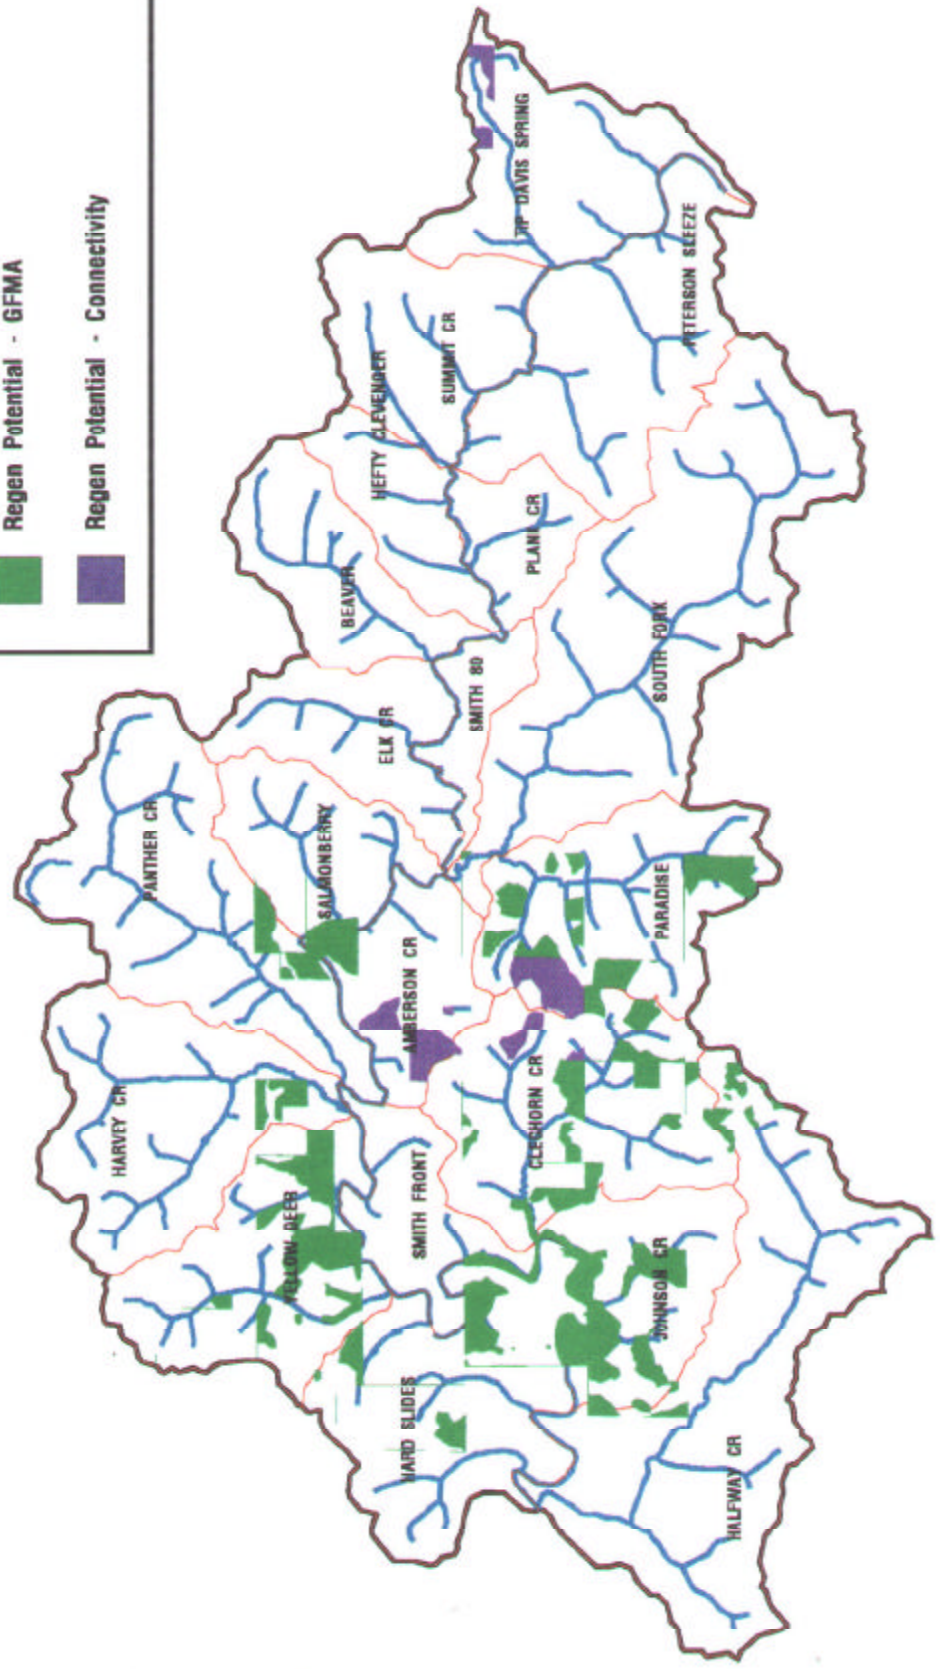 Regen Potential - GFMA
Regen Potential - Connectivity
TIP DAVIS SPRING
PETERSON SLEEZE
SUMMIT CR
HEFTY CLEVENGER
PLANK CR
BEAVER
SOUTH FORK
SMITH 80
ELK CR
PANTHER CR
SALMONBERRY
PARADISE
AMBERSON CR
CLEGHORN CR
HARVEY CR
SMITH FRONT
YELLOW DEER
JOHNSON CR
HARD SLIDES
HALFWAY CR